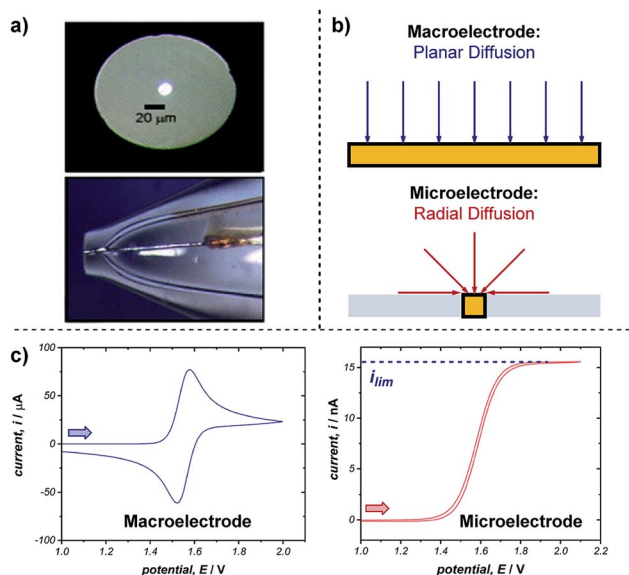 a)
20 μm
b)
Macroelectrode:
Planar Diffusion
Microelectrode:
Radial Diffusion
c)
100
50
0
-50
-100
current, i / μA
1.0
1.2
1.4
1.6
1.8
2.0
potential, E / V
Macroelectrode
15
10
5
0
current, i / nA
i_lim
1.0
1.2
1.4
1.6
1.8
2.0
2.2
potential, E / V
Microelectrode